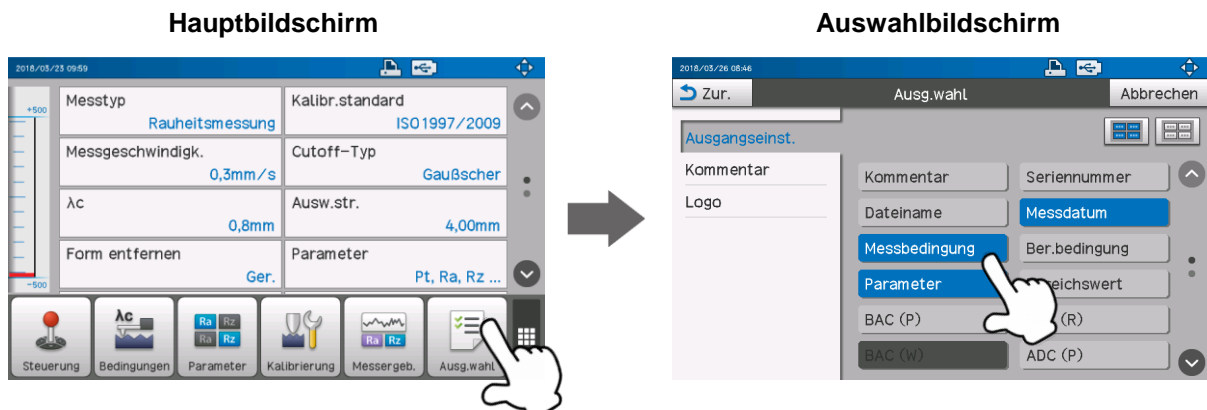 Hauptbildschirm
Auswahlbildschirm
2018/03/23 09:59
+500
-500
Messtyp
Rauheitsmessung
Kalibr.standard
ISO1997/2009
Messgeschwindigk.
0,3mm/s
Cutoff-Typ
Gaußscher
λc
0,8mm
Ausw.str.
4,00mm
Form entfernen
Ger.
Parameter
Pt, Ra, Rz ...
λc
Ra Rz
Ra Rz
Ra Rz
Steuerung
Bedingungen
Parameter
Kalibrierung
Messergeb.
Ausg.wahl
2018/03/26 08:46
Zur.
Ausg.wahl
Abbrechen
Ausgangseinst.
Kommentar
Logo
Kommentar
Seriennummer
Dateiname
Messdatum
Messbedingung
Ber.bedingung
Parameter
eichswert
BAC (P)
(R)
BAC (W)
ADC (P)